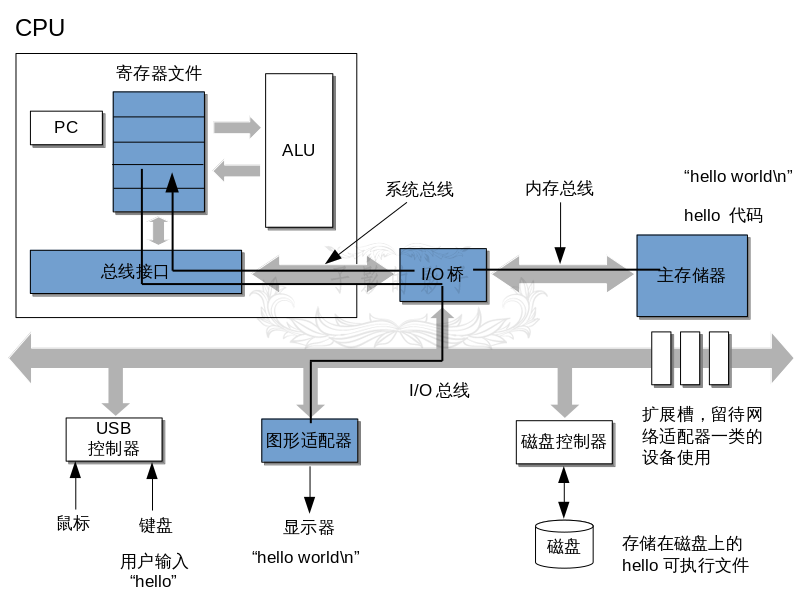 CPU
寄存器文件
PC
ALU
系统总线
内存总线
“hello world\n”
hello 代码
总线接口
I/O 桥
主存储器
I/O 总线
扩展槽，留待网
络适配器一类的
设备使用
USB
控制器
图形适配器
磁盘控制器
鼠标
键盘
显示器
磁盘
用户输入
“hello”
“hello world\n”
存储在磁盘上的
hello 可执行文件